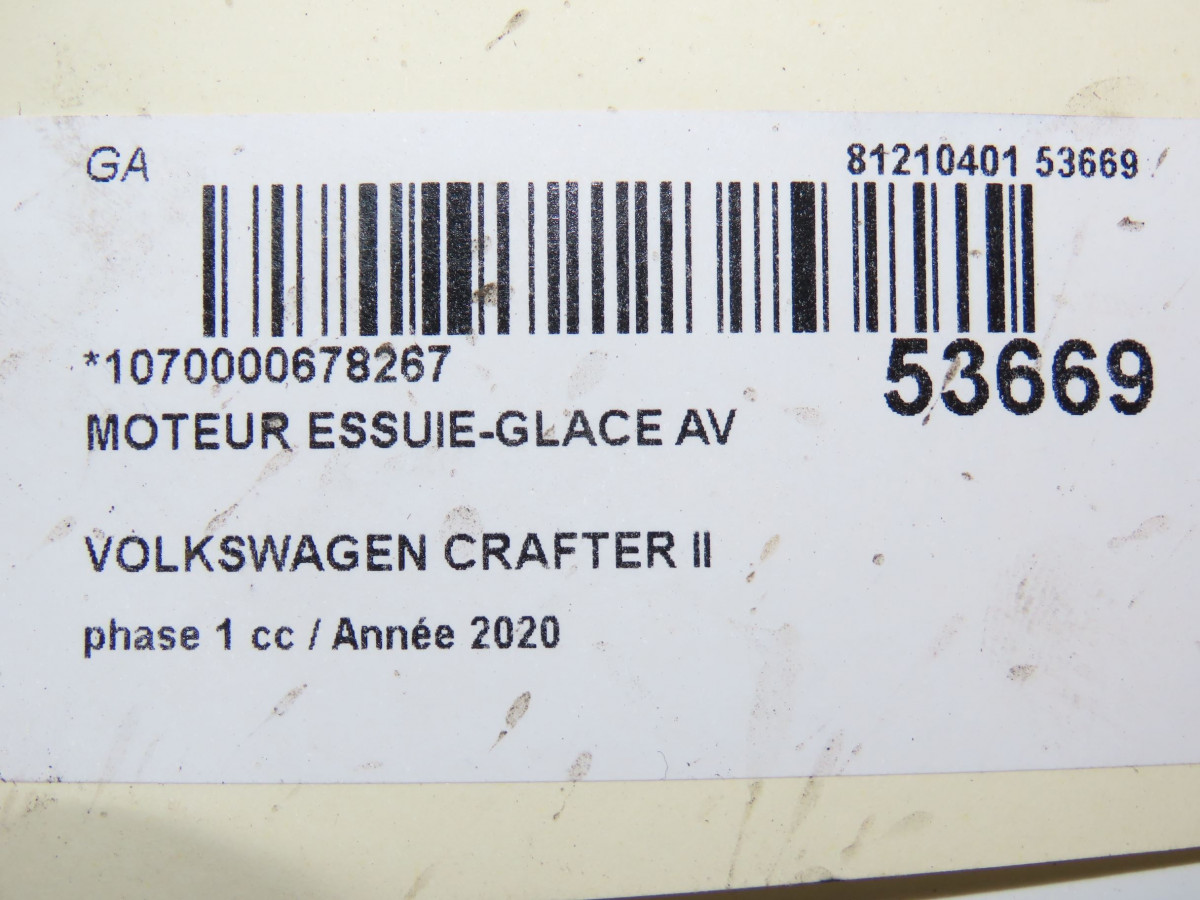 GA 81210401 53669
*1070000678267 53669
MOTEUR ESSUIE-GLACE AV
VOLKSWAGEN CRAFTER II
phase 1 cc / Année 2020